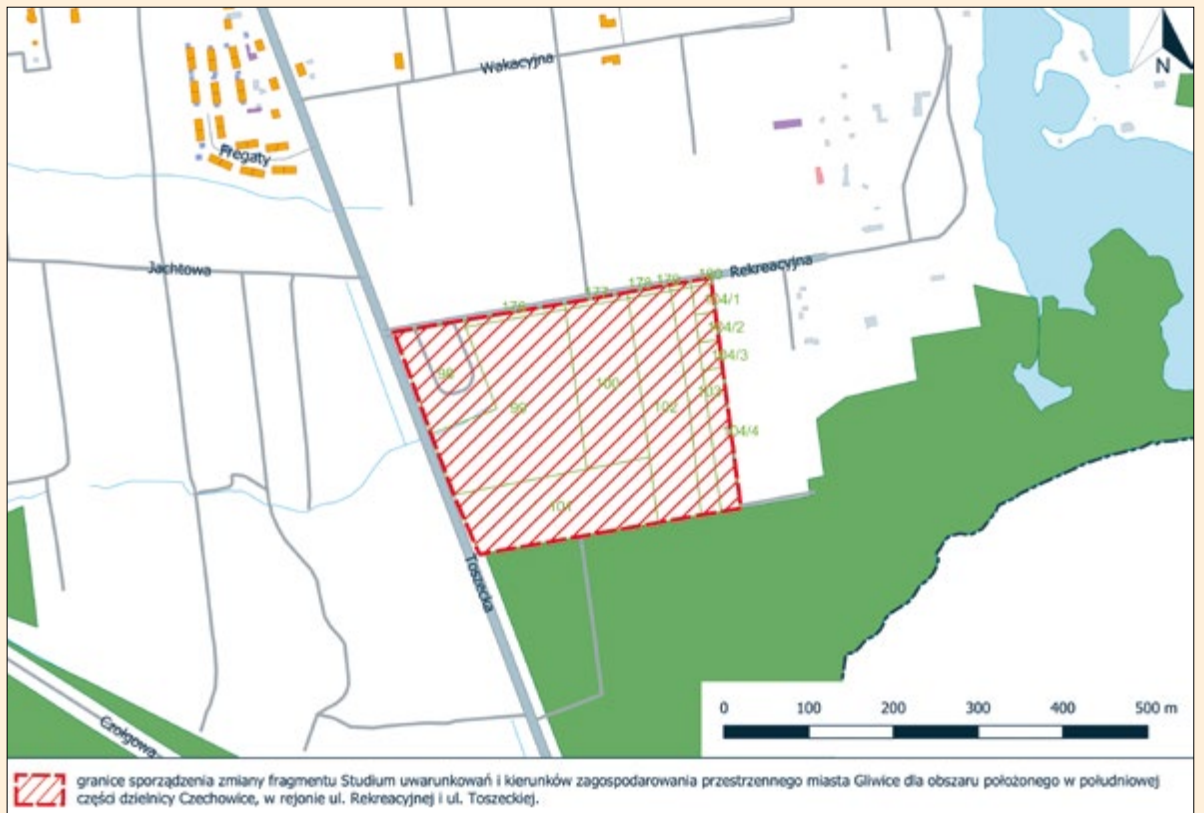 Wakacyjna
N
Fregaty
Jachtowa
Rekreacyjna
176
177
178
179
180
104/1
104/2
104/3
98
99
100
102
103
104/4
101
Toszecka
Czołgowa
0 100 200 300 400 500 m
granice sporządzenia zmiany fragmentu Studium uwarunkowań i kierunków zagospodarowania przestrzennego miasta Gliwice dla obszaru położonego w południowej
części dzielnicy Czechowice, w rejonie ul. Rekreacyjnej i ul. Toszeckiej.